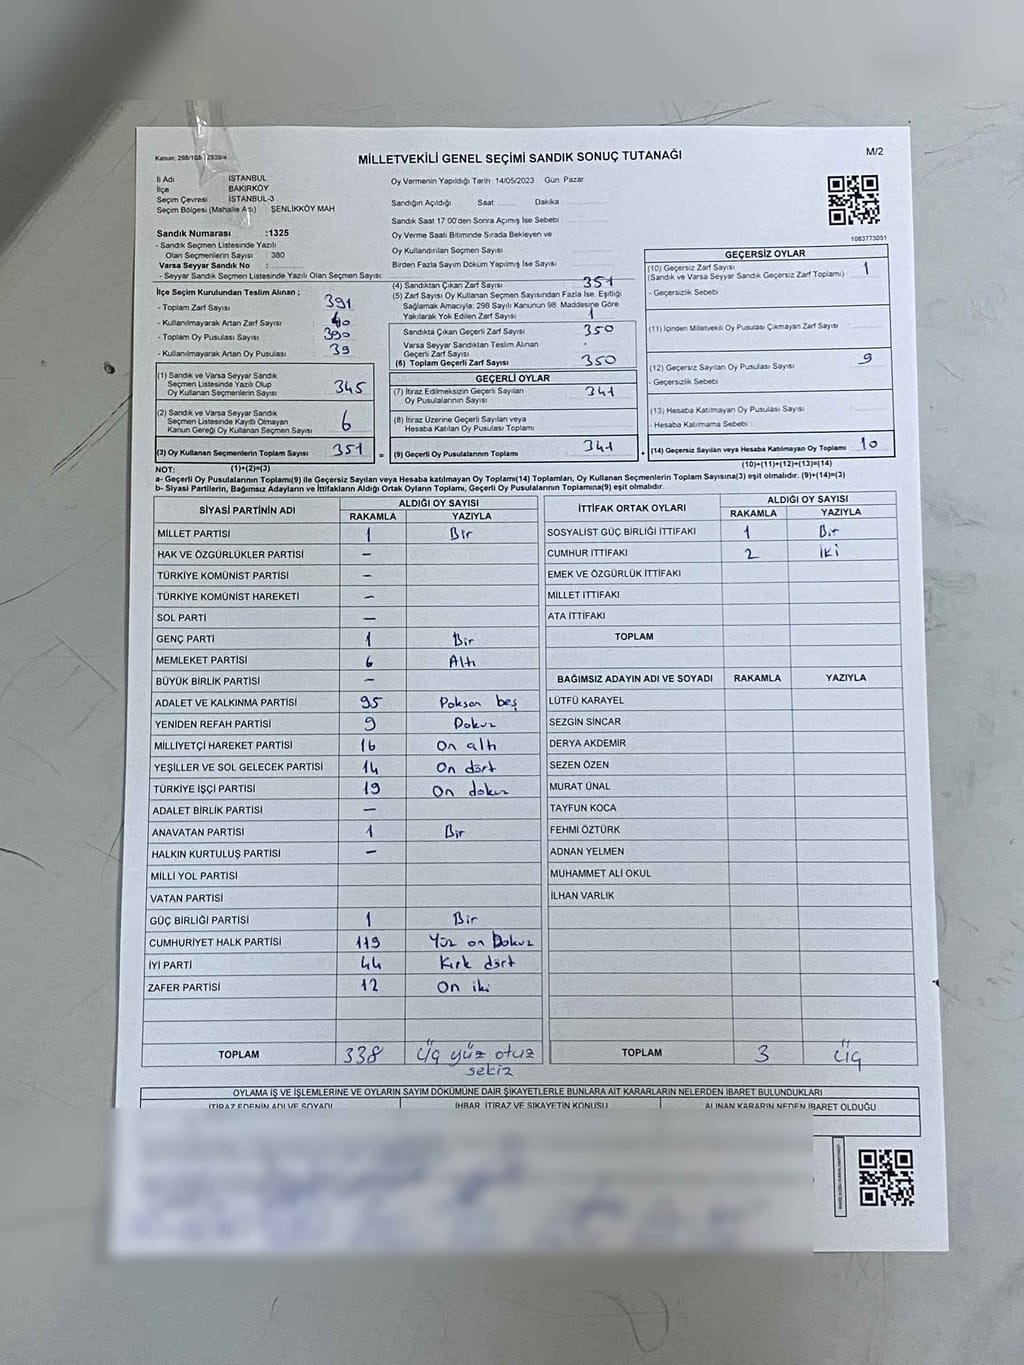 Kanun: 298/105
MİLLETVEKİLİ GENEL SEÇİMİ SANDIK SONUÇ TUTANAĞI
M/2
İl Adı : İSTANBUL
İlçe : BAKIRKÖY
Seçim Çevresi : İSTANBUL-3
Seçim Bölgesi (Mahalle Adı) : ŞENLİKKÖY MAH
Sandık Numarası :1325
- Sandık Seçmen Listesinde Yazılı
Olan Seçmenlerin Sayısı : 380
Varsa Seyyar Sandık No :
- Seyyar Sandık Seçmen Listesinde Yazılı Olan Seçmen Sayısı:
Oy Vermenin Yapıldığı Tarih :14/05/2023 Gün: Pazar
Sandığın Açıldığı Saat Dakika
Sandık Saat 17:00'den Sonra Açımış İse Sebebi
Oy Verme Saati Bitiminde Sırada Bekleyen ve
Oy Kullandırılan Seçmen Sayısı
Birden Fazla Sayım Döküm Yapılmış İse Sayısı
1083773051
İlçe Seçim Kurulundan Teslim Alınan ;
- Toplam Zarf Sayısı 391
- Kullanılmayarak Artan Zarf Sayısı 40
- Toplam Oy Pusulası Sayısı 390
- Kullanılmayarak Artan Oy Pusulası 39
(1) Sandık ve Varsa Seyyar Sandık
Seçmen Listesinde Yazılı Olup
Oy Kullanan Seçmenlerin Sayısı 345
(2) Sandık ve Varsa Seyyar Sandık
Seçmen Listesinde Kayıtlı Olmayan
Kanun Gereği Oy Kullanan Seçmen Sayısı 6
(3) Oy Kullanan Seçmenlerin Toplam Sayısı 351 =
(4) Sandıktan Çıkan Zarf Sayısı 351
(5) Zarf Sayısı Oy Kullanan Seçmen Sayısından Fazla İse, Eşitliği
Sağlamak Amacıyla; 298 Sayılı Kanunun 98. Maddesine Göre
Yakılarak Yok Edilen Zarf Sayısı 1
Sandıkta Çıkan Geçerli Zarf Sayısı 350
Varsa Seyyar Sandıktan Teslim Alınan
Geçerli Zarf Sayısı
(6) Toplam Geçerli Zarf Sayısı 350
GEÇERLİ OYLAR
(7) İtiraz Edilmeksizin Geçerli Sayılan
Oy Pusulalarının Sayısı 341
(8) İtiraz Üzerine Geçerli Sayılan veya
Hesaba Katılan Oy Pusulası Toplamı
(9) Geçerli Oy Pusulalarının Toplamı 341 +
GEÇERSİZ OYLAR
(10) Geçersiz Zarf Sayısı
(Sandık ve Varsa Seyyar Sandık Geçersiz Zarf Toplamı) 1
- Geçersizlik Sebebi
(11) İçinden Milletvekili Oy Pusulası Çıkmayan Zarf Sayısı
(12) Geçersiz Sayılan Oy Pusulası Sayısı 9
- Geçersizlik Sebebi
(13) Hesaba Katılmayan Oy Pusulası Sayısı
- Hesaba Katılmama Sebebi
(14) Geçersiz Sayılan veya Hesaba Katılmayan Oy Toplamı 10
NOT: (1)+(2)=(3) (10)+(11)+(12)+(13)=(14)
a- Geçerli Oy Pusulalarının Toplamı(9) ile Geçersiz Sayılan veya Hesaba katılmayan Oy Toplamı(14) Toplamları, Oy Kullanan Seçmenlerin Toplam Sayısına(3) eşit olmalıdır. (9)+(14)=(3)
b- Siyasi Partilerin, Bağımsız Adayların ve İttifakların Aldığı Ortak Oyların Toplamı, Geçerli Oy Pusulalarının Toplamına(9) eşit olmalıdır.
SİYASİ PARTİNİN ADI ALDIĞI OY SAYISI
RAKAMLA YAZIYLA
MİLLET PARTİSİ 1 Bir
HAK VE ÖZGÜRLÜKLER PARTİSİ –
TÜRKİYE KOMÜNİST PARTİSİ –
TÜRKİYE KOMÜNİST HAREKETİ –
SOL PARTİ –
GENÇ PARTİ 1 Bir
MEMLEKET PARTİSİ 6 Altı
BÜYÜK BİRLİK PARTİSİ –
ADALET VE KALKINMA PARTİSİ 95 Doksan beş
YENİDEN REFAH PARTİSİ 9 Dokuz
MİLLİYETÇİ HAREKET PARTİSİ 16 On altı
YEŞİLLER VE SOL GELECEK PARTİSİ 14 On dört
TÜRKİYE İŞÇİ PARTİSİ 19 On dokuz
ADALET BİRLİK PARTİSİ –
ANAVATAN PARTİSİ 1 Bir
HALKIN KURTULUŞ PARTİSİ –
MİLLİ YOL PARTİSİ
VATAN PARTİSİ
GÜÇ BİRLİĞİ PARTİSİ 1 Bir
CUMHURİYET HALK PARTİSİ 119 Yüz on Dokuz
İYİ PARTİ 44 Kırk dört
ZAFER PARTİSİ 12 On iki
TOPLAM 338 Üç yüz otuz
sekiz
İTTİFAK ORTAK OYLARI ALDIĞI OY SAYISI
RAKAMLA YAZIYLA
SOSYALİST GÜÇ BİRLİĞİ İTTİFAKI 1 Bir
CUMHUR İTTİFAKI 2 iki
EMEK VE ÖZGÜRLÜK İTTİFAKI
MİLLET İTTİFAKI
ATA İTTİFAKI
TOPLAM
BAĞIMSIZ ADAYIN ADI VE SOYADI RAKAMLA YAZIYLA
LÜTFÜ KARAYEL
SEZGİN SİNCAR
DERYA AKDEMİR
SEZEN ÖZEN
MURAT ÜNAL
TAYFUN KOCA
FEHMİ ÖZTÜRK
ADNAN YELMEN
MUHAMMET ALİ OKUL
İLHAN VARLIK
TOPLAM 3 Üç
OYLAMA İŞ VE İŞLEMLERİNE VE OYLARIN SAYIM DÖKÜMÜNE DAİR ŞİKAYETLERLE BUNLARA AİT KARARLARIN NELERDEN İBARET BULUNDUKLARI
İTİRAZ EDENİN ADI VE SOYADI İHBAR, İTİRAZ VE ŞİKAYETİN KONUSU ALINAN KARARIN NEDEN İBARET OLDUĞU